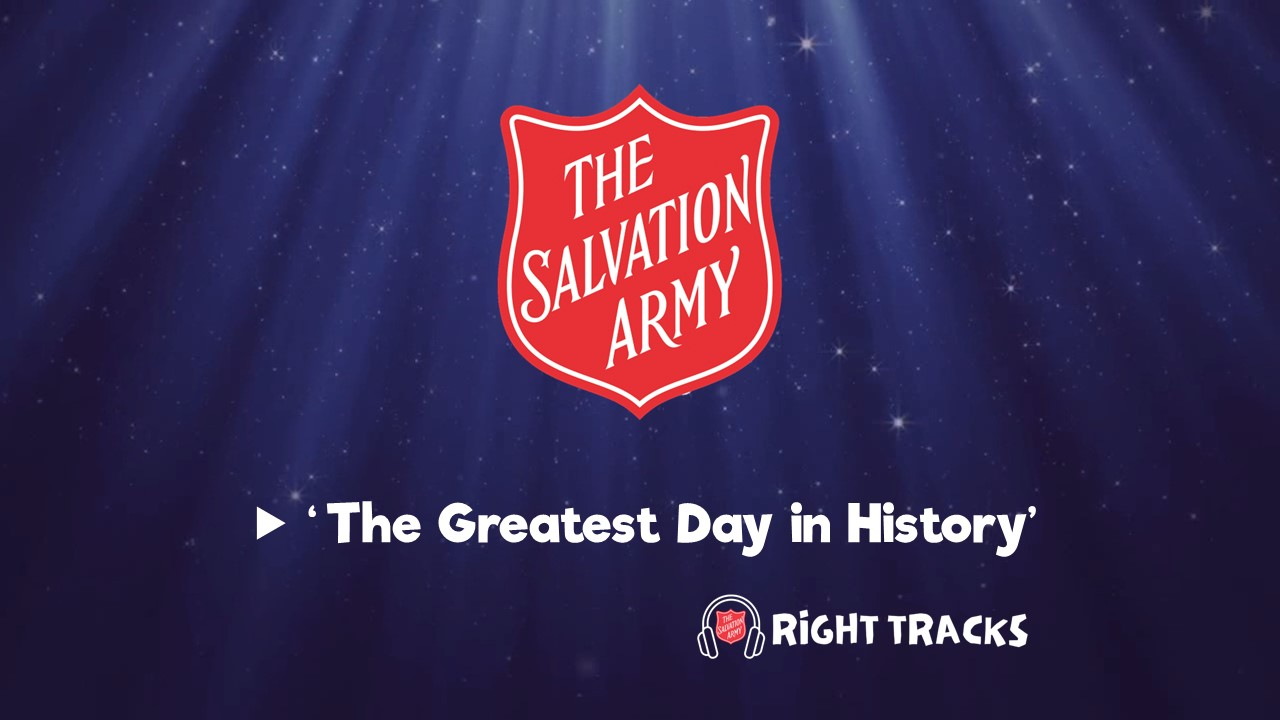 THE
SALVATION
ARMY
‘ The Greatest Day in History’
THE
SALVATION
ARMY
RiGHT TRACKS